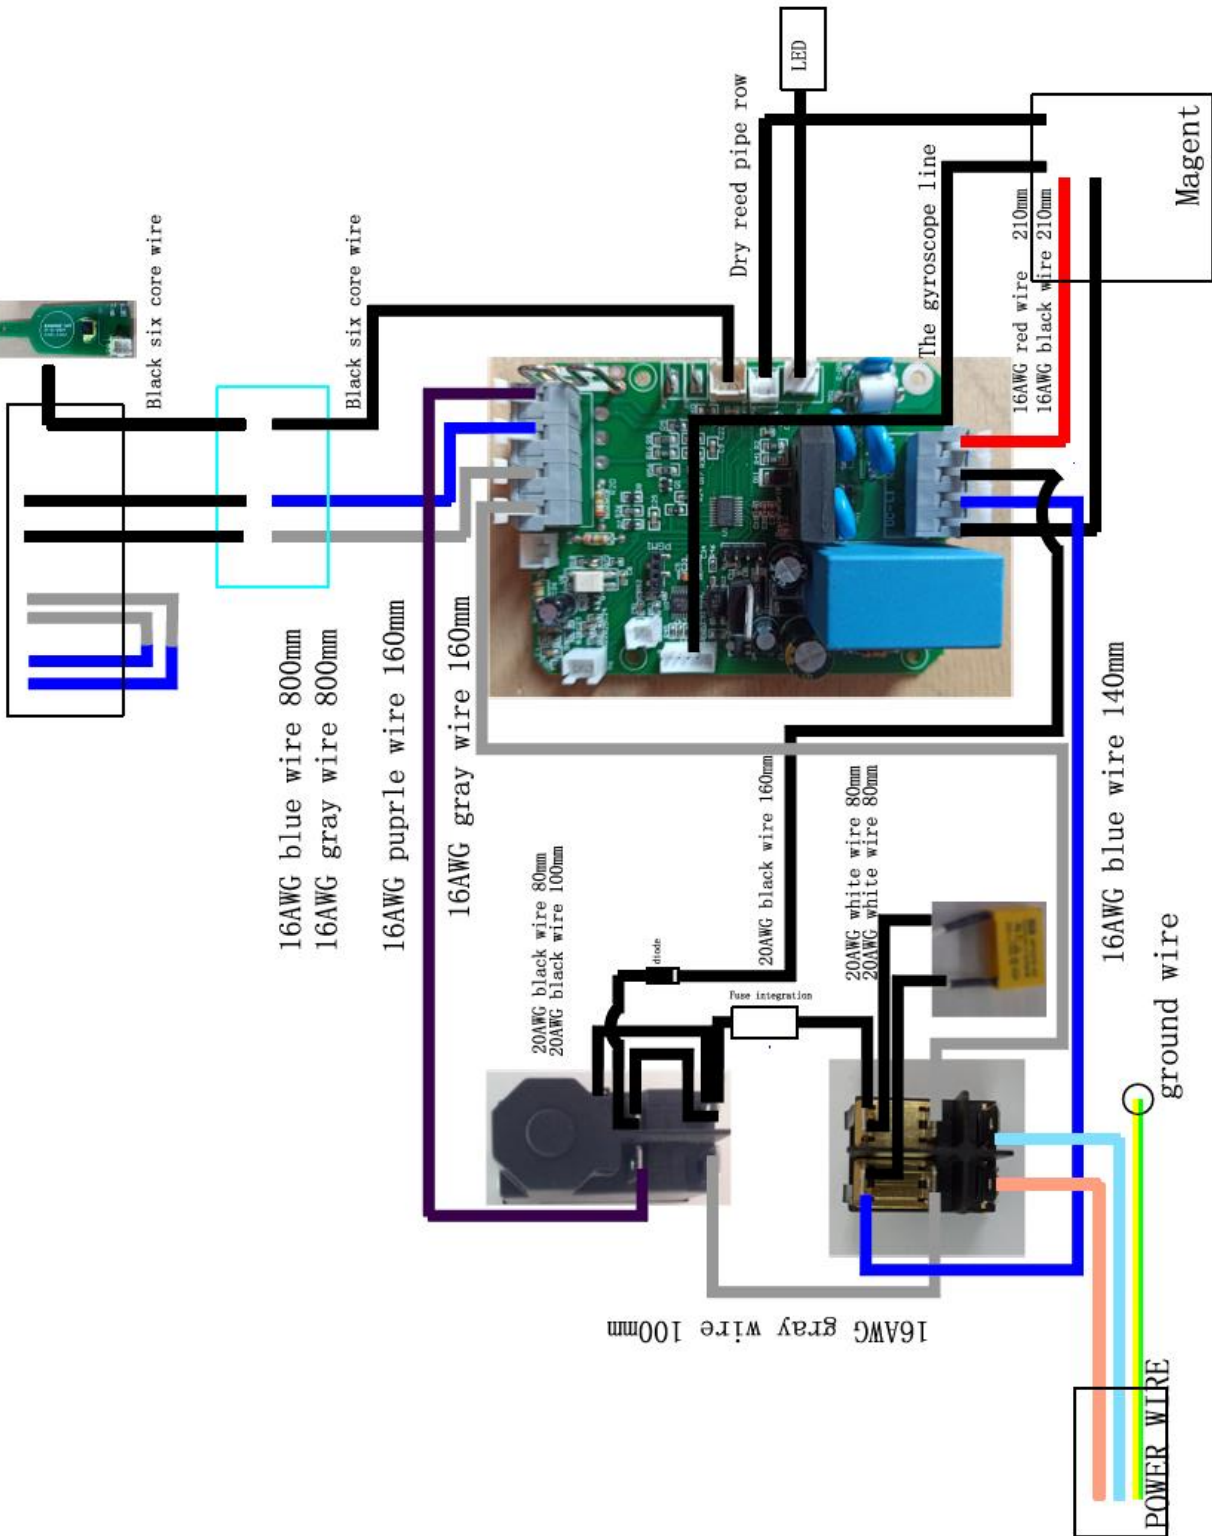 LED
Magent
Dry reed pipe row
The gyroscope line
16AWG red wire  210mm
16AWG black wire 210mm
Black six core wire
Black six core wire
16AWG blue wire 800mm
16AWG gray wire 800mm
16AWG puprle wire 160mm
16AWG gray wire 160mm
20AWG black wire 80mm
20AWG black wire 100mm
diode
Fuse integration
20AWG black wire 160mm
20AWG white wire 80mm
20AWG white wire 80mm
16AWG blue wire 140mm
ground wire
16AWG gray wire 100mm
POWER WIRE